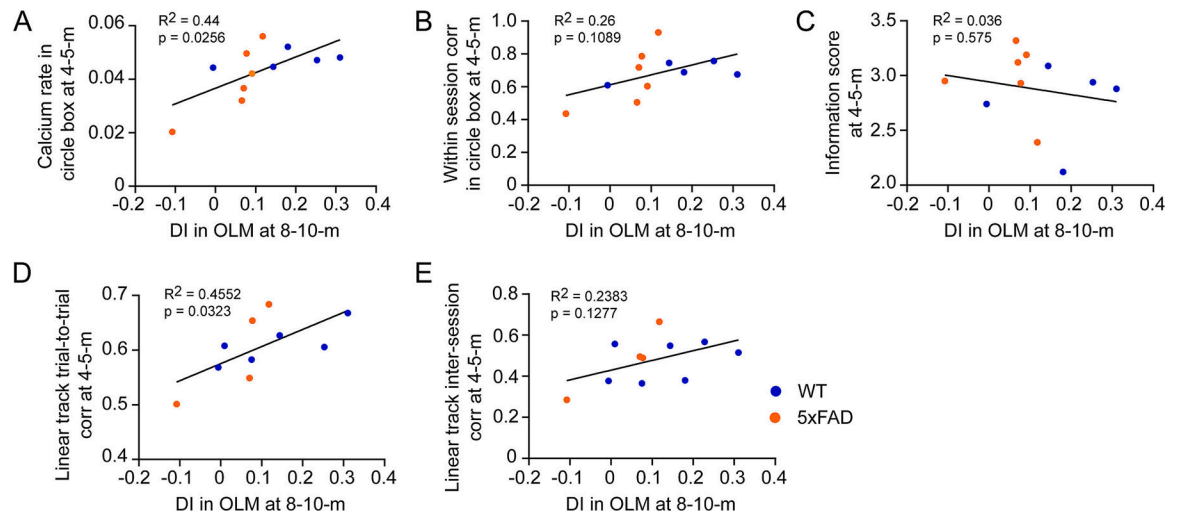 A
R2 = 0.44
p = 0.0256
Calcium rate in
circle box at 4-5-m
0.06
0.04
0.02
0
-0.2 -0.1 0 0.1 0.2 0.3 0.4
DI in OLM at 8-10-m
B
R2 = 0.26
p = 0.1089
Within session corr
in circle box at 4-5-m
1.0
0.8
0.6
0.4
0.2
0
-0.2 -0.1 0 0.1 0.2 0.3 0.4
DI in OLM at 8-10-m
C
R2 = 0.036
p = 0.575
Information score
at 4-5-m
3.5
3.0
2.5
2.0
-0.2 -0.1 0 0.1 0.2 0.3 0.4
DI in OLM at 8-10-m
D
R2 = 0.4552
p = 0.0323
Linear track trial-to-trial
corr at 4-5-m
0.7
0.6
0.5
0.4
-0.2 -0.1 0 0.1 0.2 0.3 0.4
DI in OLM at 8-10-m
E
R2 = 0.2383
p = 0.1277
Linear track inter-session
corr at 4-5-m
0.8
0.6
0.4
0.2
0
-0.2 -0.1 0 0.1 0.2 0.3 0.4
DI in OLM at 8-10-m
WT
5xFAD